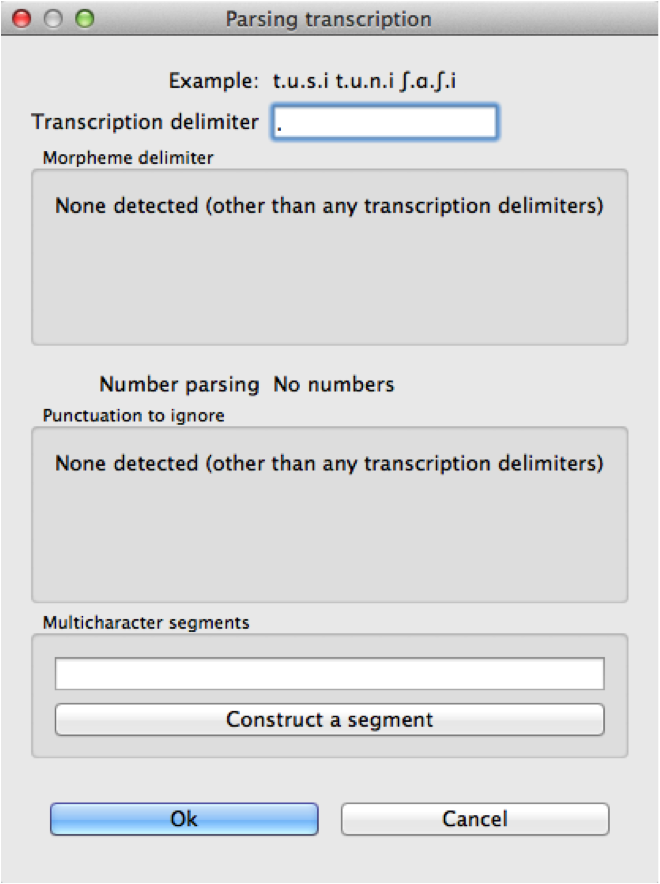 Parsing transcription
Example: t.u.s.i t.u.n.i ʃ.ɑ.ʃ.i
Transcription delimiter .
Morpheme delimiter
None detected (other than any transcription delimiters)
Number parsing No numbers
Punctuation to ignore
None detected (other than any transcription delimiters)
Multicharacter segments
Construct a segment
Ok Cancel